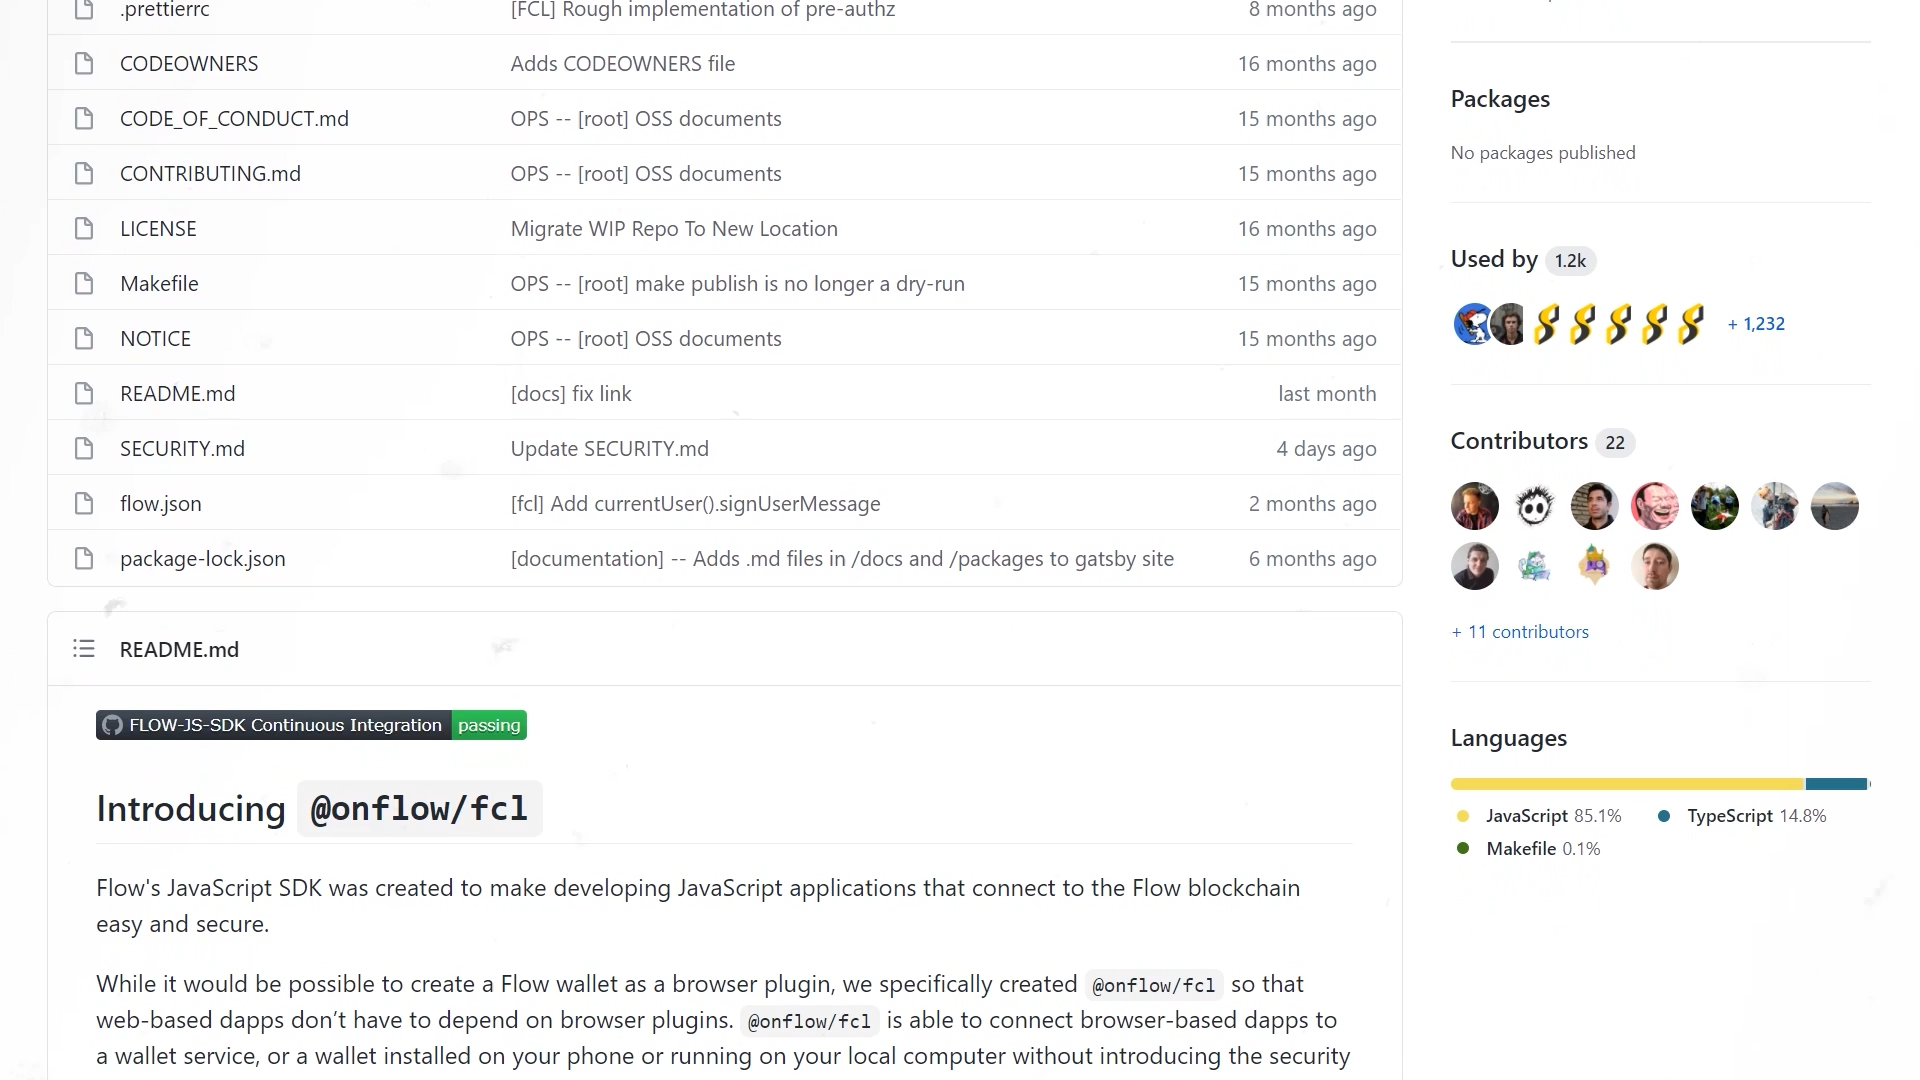 .prettierrc [FCL] Rough implementation of pre-authz 8 months ago
CODEOWNERS Adds CODEOWNERS file 16 months ago
CODE_OF_CONDUCT.md OPS -- [root] OSS documents 15 months ago
CONTRIBUTING.md OPS -- [root] OSS documents 15 months ago
LICENSE Migrate WIP Repo To New Location 16 months ago
Makefile OPS -- [root] make publish is no longer a dry-run 15 months ago
NOTICE OPS -- [root] OSS documents 15 months ago
README.md [docs] fix link last month
SECURITY.md Update SECURITY.md 4 days ago
flow.json [fcl] Add currentUser().signUserMessage 2 months ago
package-lock.json [documentation] -- Adds .md files in /docs and /packages to gatsby site 6 months ago
README.md
FLOW-JS-SDK Continuous Integration passing
Introducing @onflow/fcl
Flow's JavaScript SDK was created to make developing JavaScript applications that connect to the Flow blockchain
easy and secure.
While it would be possible to create a Flow wallet as a browser plugin, we specifically created @onflow/fcl so that
web-based dapps don’t have to depend on browser plugins. @onflow/fcl is able to connect browser-based dapps to
a wallet service, or a wallet installed on your phone or running on your local computer without introducing the security
Packages
No packages published
Used by 1.2k
+ 1,232
Contributors 22
+ 11 contributors
Languages
JavaScript 85.1% TypeScript 14.8%
Makefile 0.1%